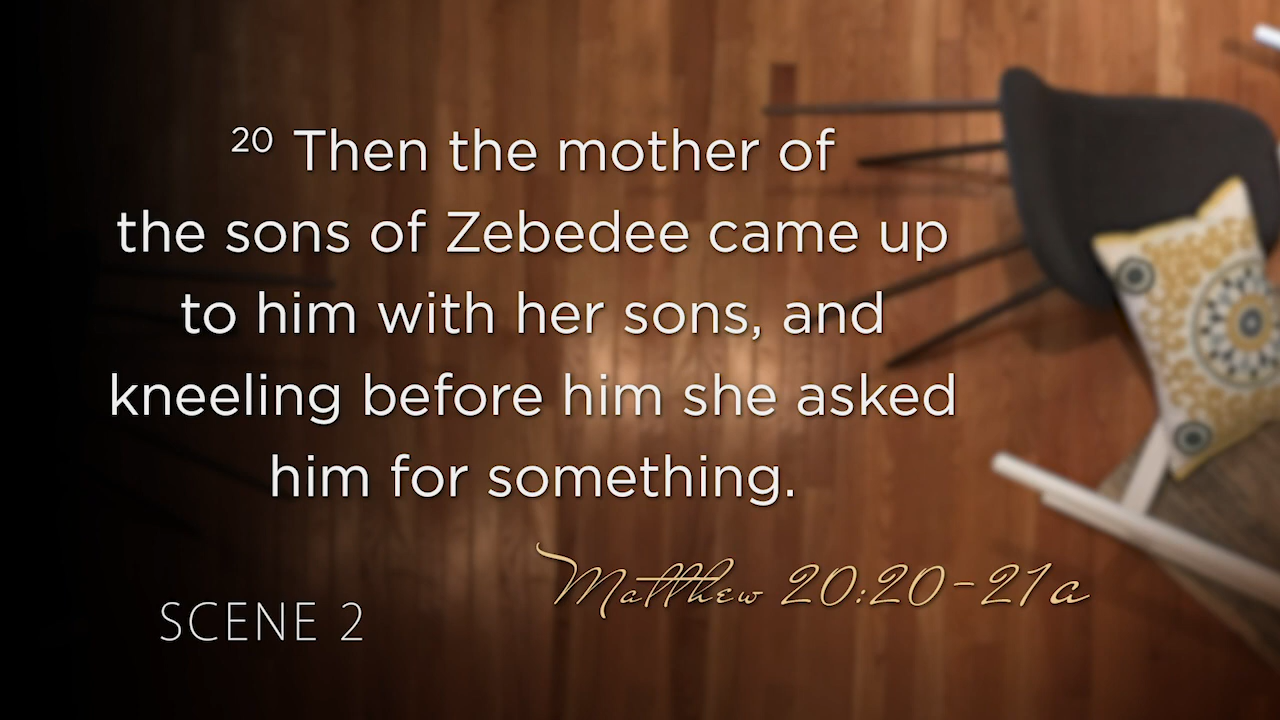 20 Then the mother of
the sons of Zebedee came up
to him with her sons, and
kneeling before him she asked
him for something.
Matthew 20:20-21a
SCENE 2